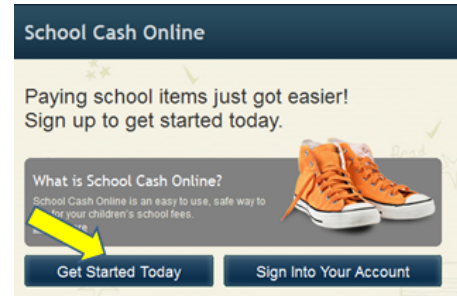 School Cash Online
Paying school items just got easier!
Sign up to get started today.
What is School Cash Online?
School Cash Online is an easy to use, safe way to
for your children's school fees.
Get Started Today
Sign Into Your Account